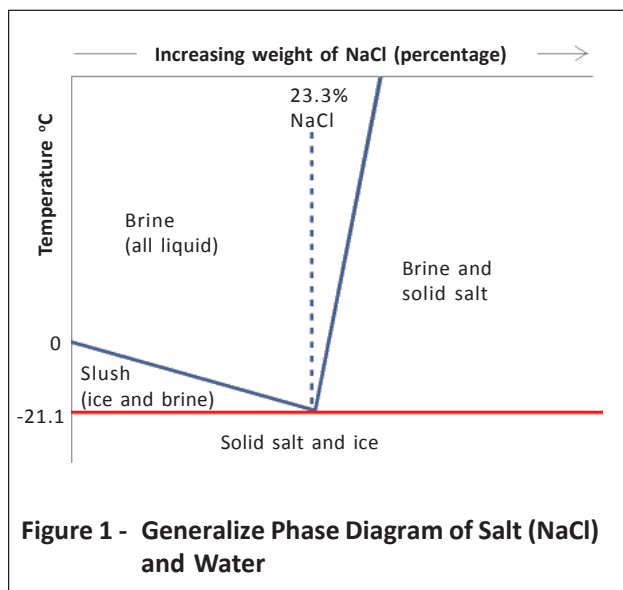 Increasing weight of NaCl (percentage)
23.3%
NaCl
Temperature °C
Brine
(all liquid)
Brine and
solid salt
0
Slush
(ice and brine)
-21.1
Solid salt and ice
Figure 1 - Generalize Phase Diagram of Salt (NaCl)
and Water